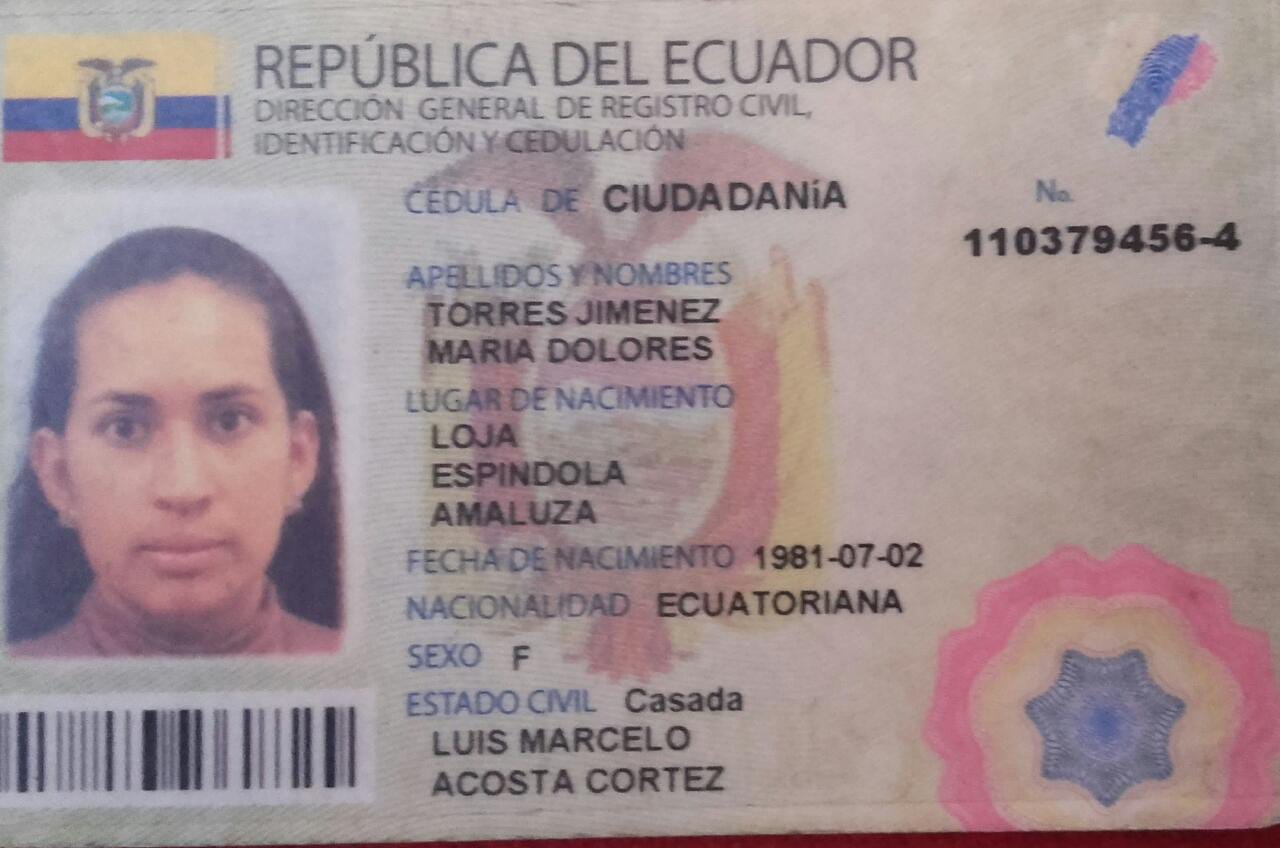 REPÚBLICA DEL ECUADOR
DIRECCIÓN GENERAL DE REGISTRO CIVIL,
IDENTIFICACIÓN Y CEDULACIÓN
CÉDULA DE CIUDADANíA
No.
110379456-4
APELLIDOS Y NOMBRES
TORRES JIMENEZ
MARIA DOLORES
LUGAR DE NACIMIENTO
LOJA
ESPINDOLA
AMALUZA
FECHA DE NACIMIENTO 1981-07-02
NACIONALIDAD ECUATORIANA
SEXO F
ESTADO CIVIL Casada
LUIS MARCELO
ACOSTA CORTEZ